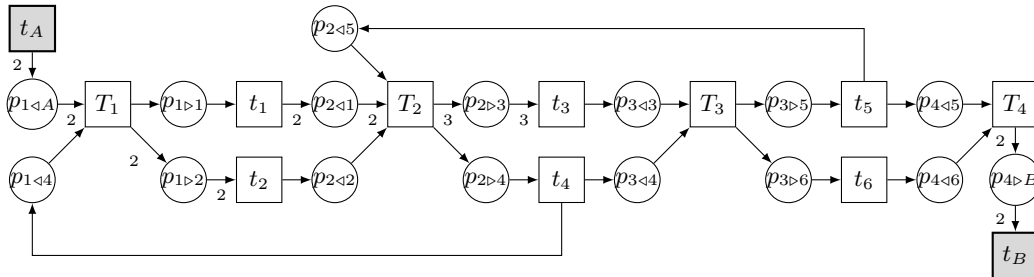 t_A
p_{2◁5}
2
p_{1◁A} T_1 p_{1▷1} t_1 p_{2◁1} T_2 p_{2▷3} t_3 p_{3◁3} T_3 p_{3▷5} t_5 p_{4◁5} T_4
2 2 2 3 3
2 2 2
p_{1◁4} p_{1▷2} t_2 p_{2◁2} p_{2▷4} t_4 p_{3◁4} p_{3▷6} t_6 p_{4◁6} p_{4▷B}
2
t_B